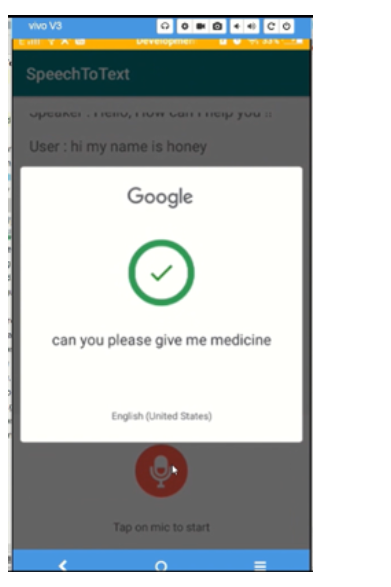 vivo V3
SpeechToText
Speaker : Hello, How can I help you !!
User : hi my name is honey
Google
can you please give me medicine
English (United States)
Tap on mic to start